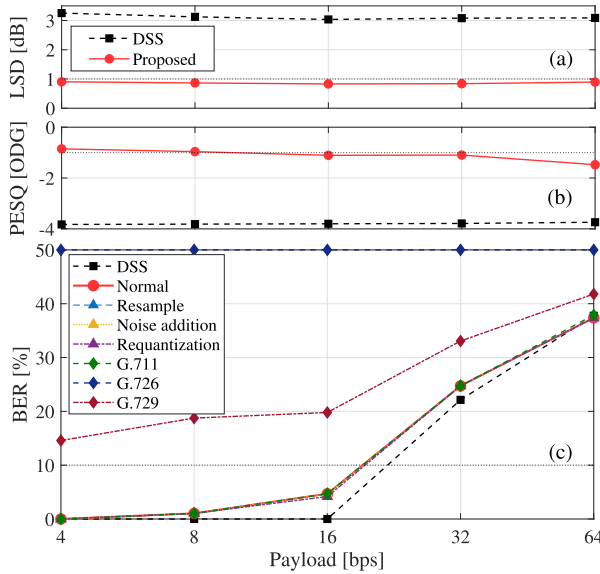 LSD [dB]
3
2
1
0
DSS
Proposed
(a)
PESQ [ODG]
0
-2
-4
(b)
BER [%]
50
40
30
20
10
0
DSS
Normal
Resample
Noise addition
Requantization
G.711
G.726
G.729
(c)
4
8
16
32
64
Payload [bps]